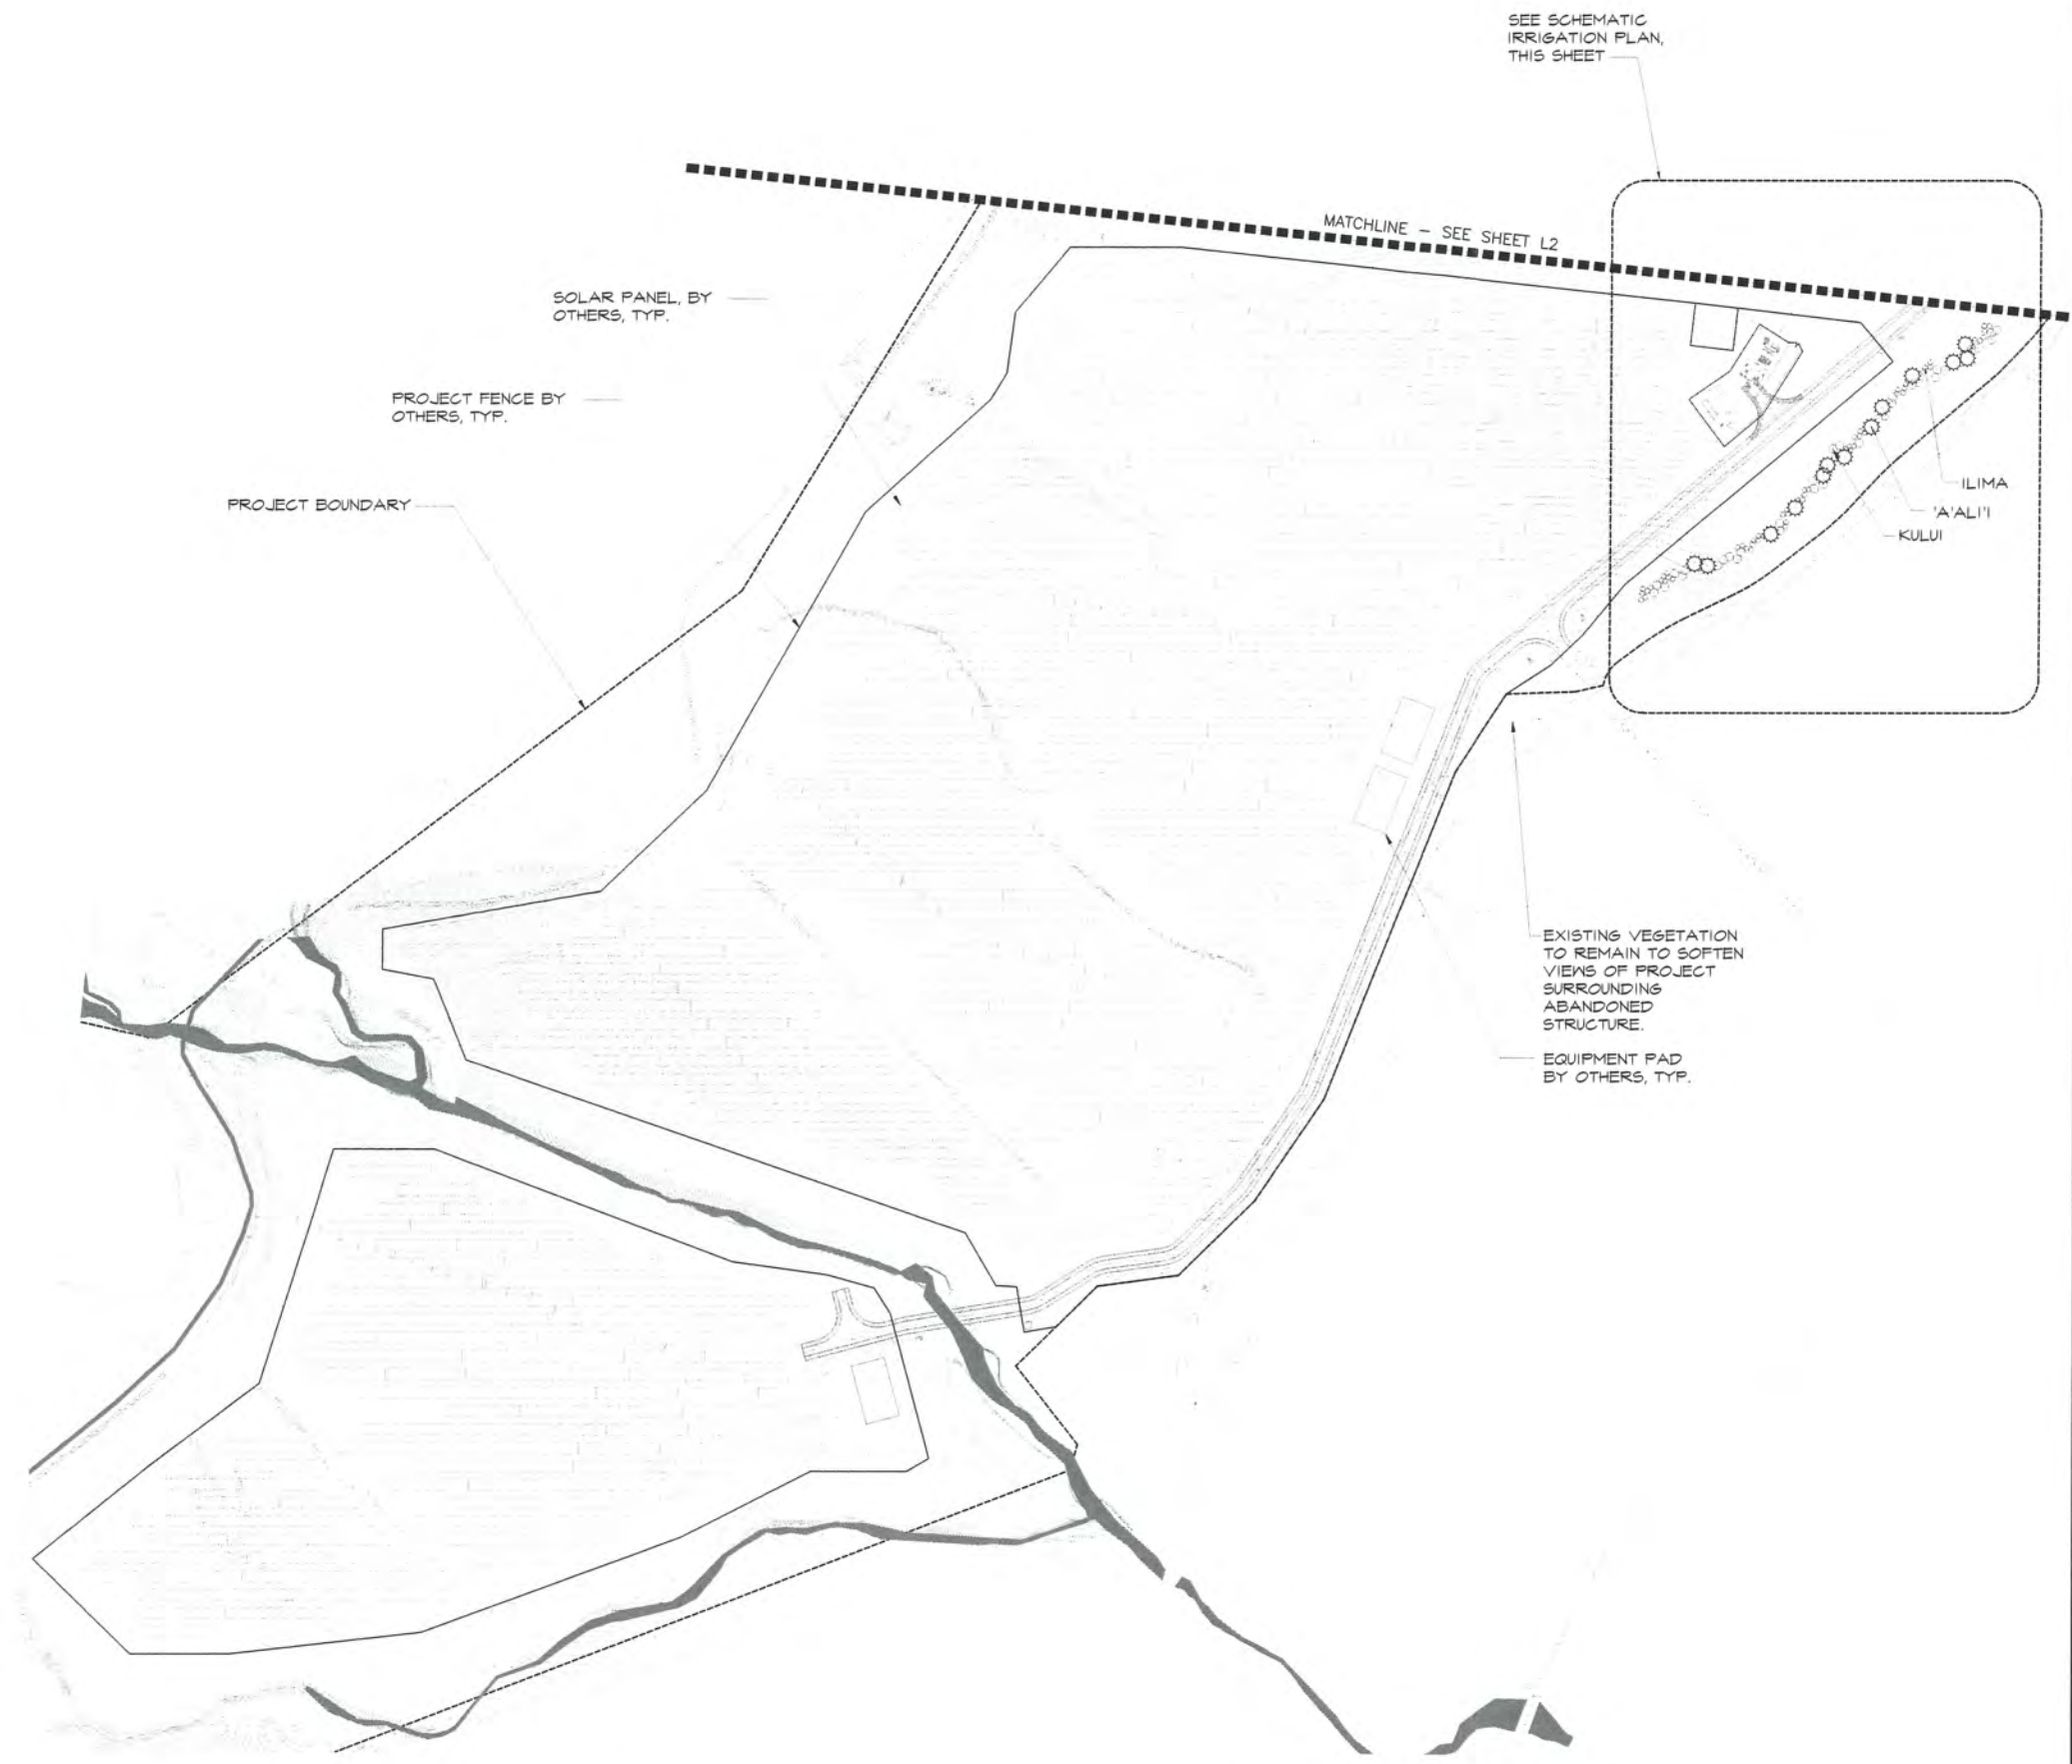 SEE SCHEMATIC
IRRIGATION PLAN,
THIS SHEET
MATCHLINE - SEE SHEET L2
SOLAR PANEL, BY
OTHERS, TYP.
PROJECT FENCE BY
OTHERS, TYP.
PROJECT BOUNDARY
ILIMA
'A'ALI'I
KULUI
EXISTING VEGETATION
TO REMAIN TO SOFTEN
VIEWS OF PROJECT
SURROUNDING
ABANDONED
STRUCTURE.
EQUIPMENT PAD
BY OTHERS, TYP.